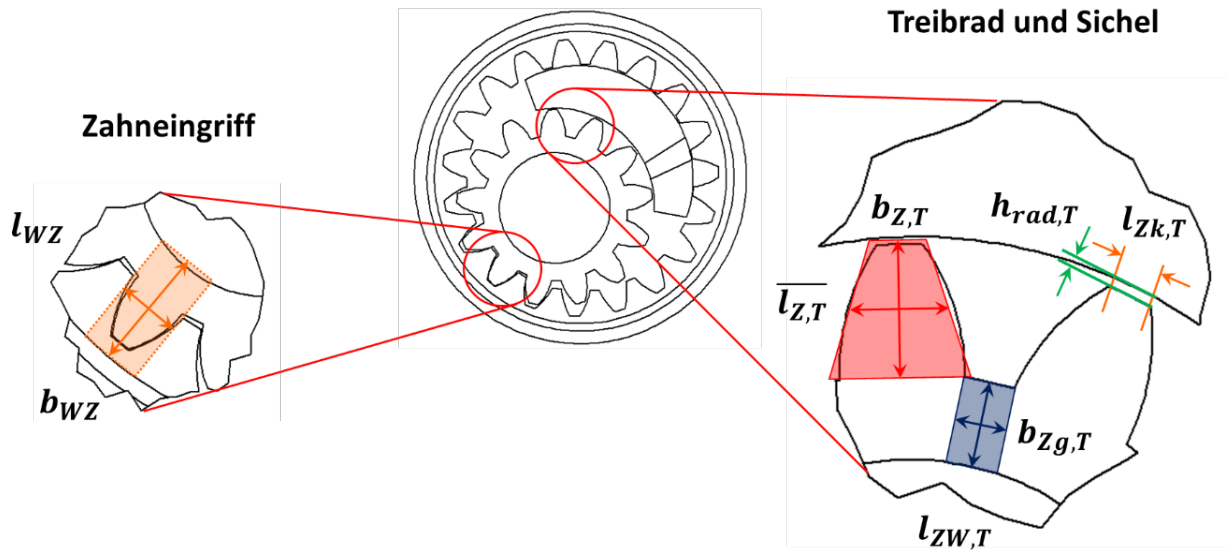 Treibrad und Sichel
Zahneingriff
l_WZ
b_WZ
b_Z,T
h_rad,T
l_Zk,T
l_Z,T
b_Zg,T
l_ZW,T